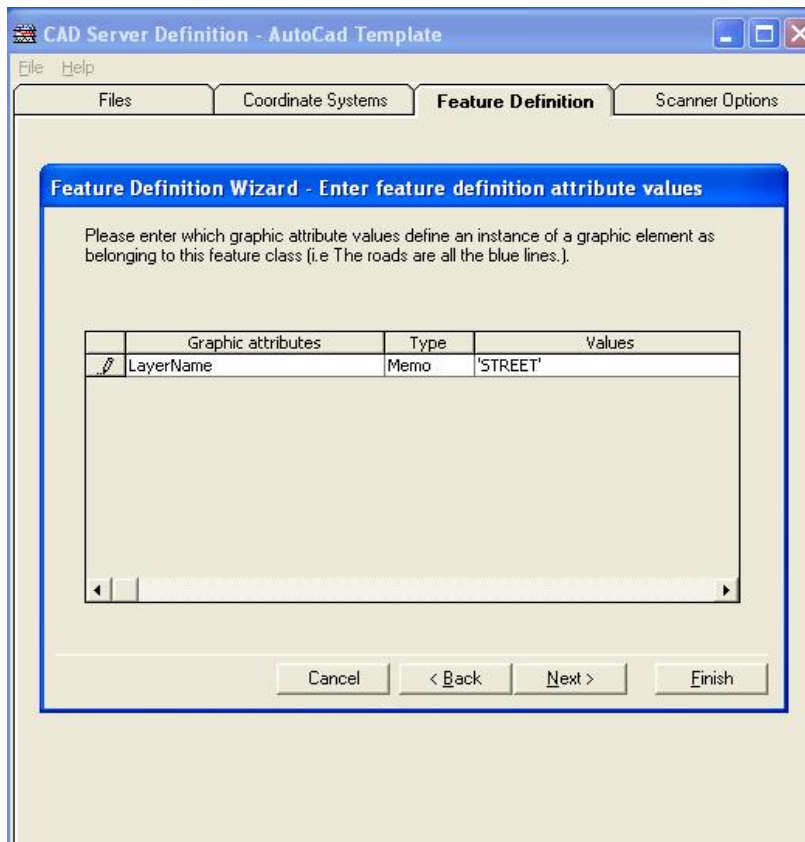 CAD Server Definition - AutoCad Template
File Help
Files Coordinate Systems Feature Definition Scanner Options
Feature Definition Wizard - Enter feature definition attribute values
Please enter which graphic attribute values define an instance of a graphic element as
belonging to this feature class (i.e The roads are all the blue lines.).
Graphic attributes Type Values
LayerName Memo 'STREET'
Cancel < Back Next > Finish